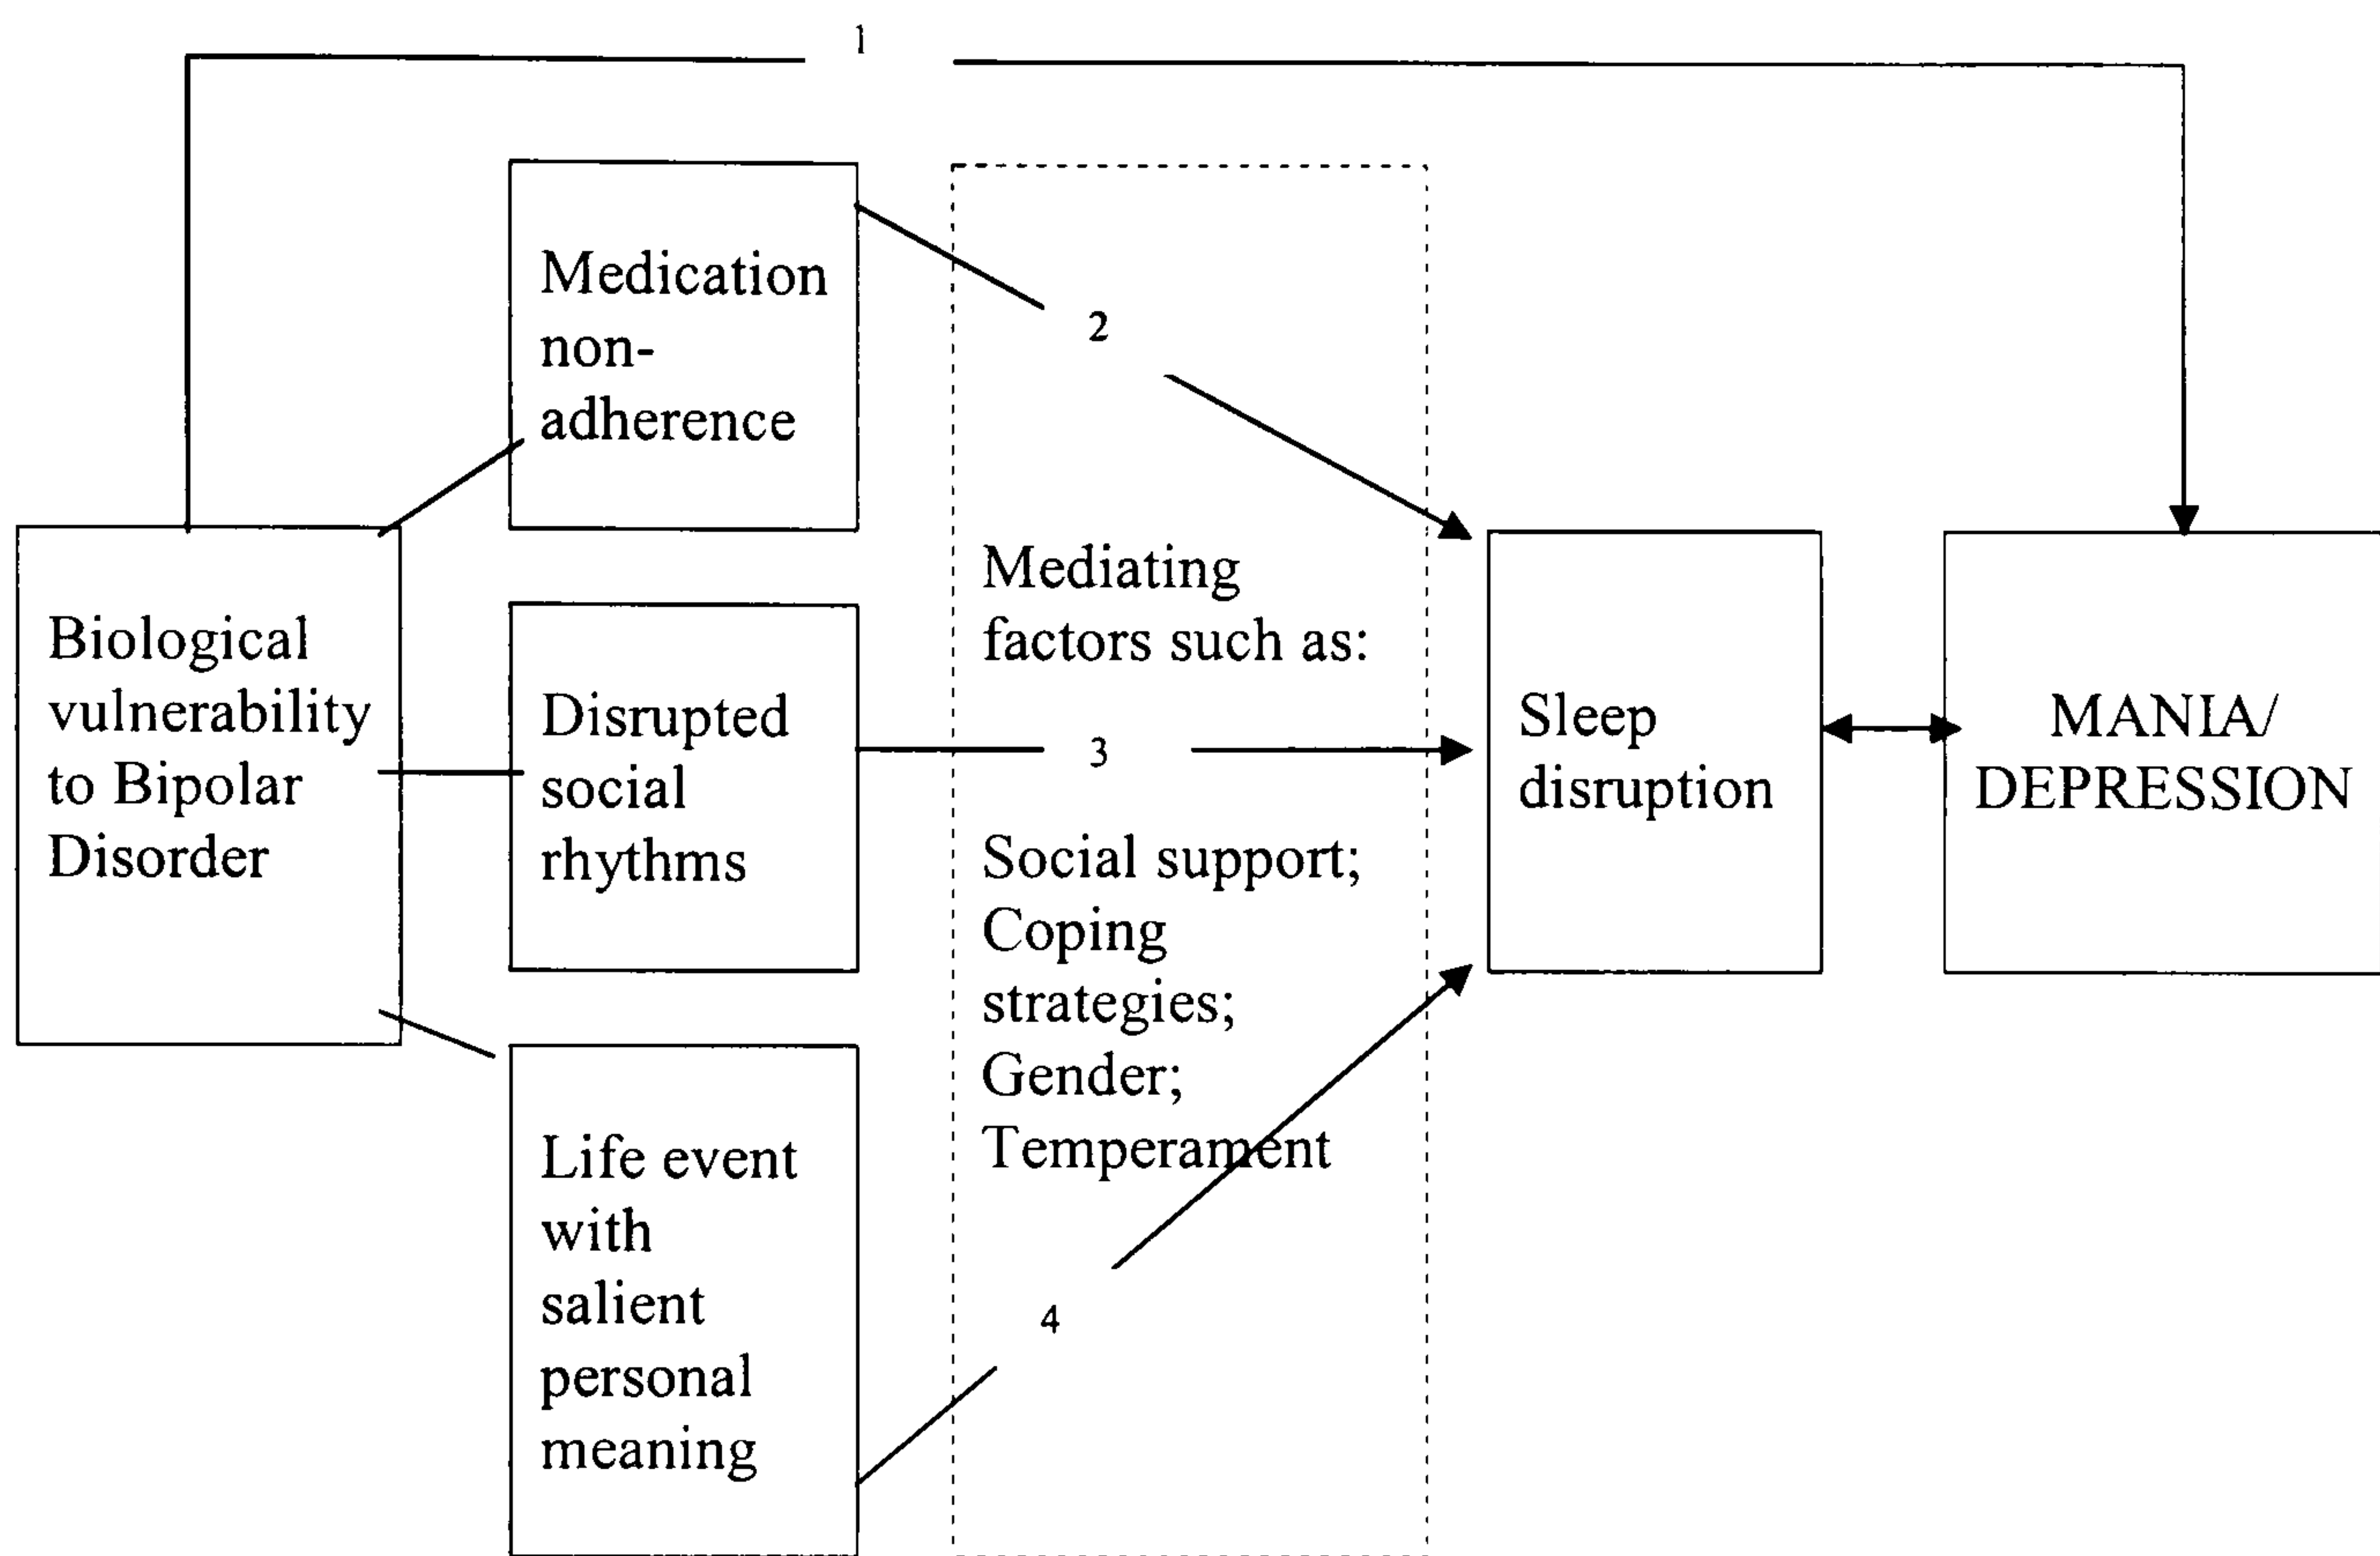 1
Medication
non-
adherence
2
Biological
vulnerability
to Bipolar
Disorder
Disrupted
social
rhythms
Mediating
factors such as:
3
Social support;
Coping
strategies;
Gender;
Temperament
4
Life event
with
salient
personal
meaning
Sleep
disruption
MANIA/
DEPRESSION